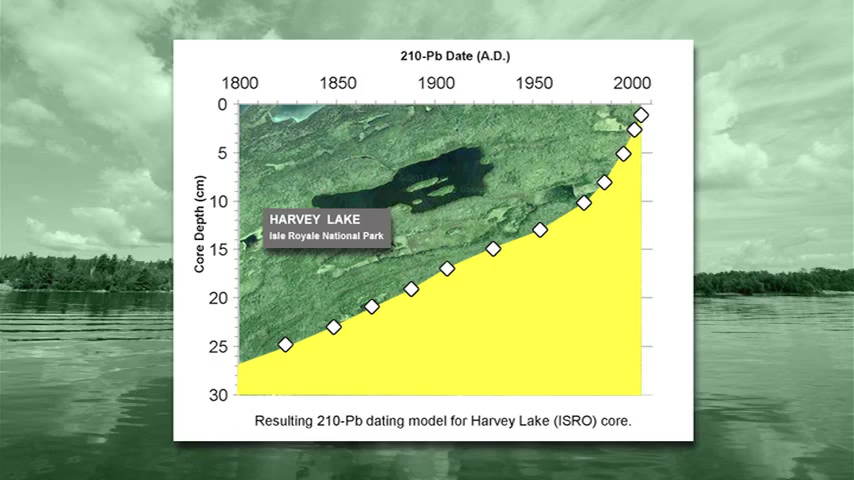 210-Pb Date (A.D.)
1800 1850 1900 1950 2000
0
5
10
15
20
25
30
Core Depth (cm)
HARVEY LAKE
Isle Royale National Park
Resulting 210-Pb dating model for Harvey Lake (ISRO) core.